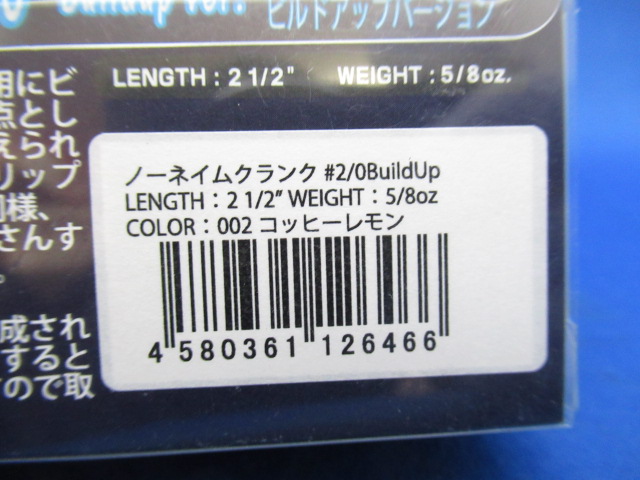 BuildUp ver.
ビルドアップバージョン
LENGTH : 2 1/2" WEIGHT : 5/8oz.
用にビ
点とし
えられ
リップ
同様、
さんす
。
成され
すると
ので取
ノーネイムクランク #2/0BuildUp
LENGTH : 2 1/2" WEIGHT : 5/8oz
COLOR : 002 コッヒーレモン
4 580361 126466